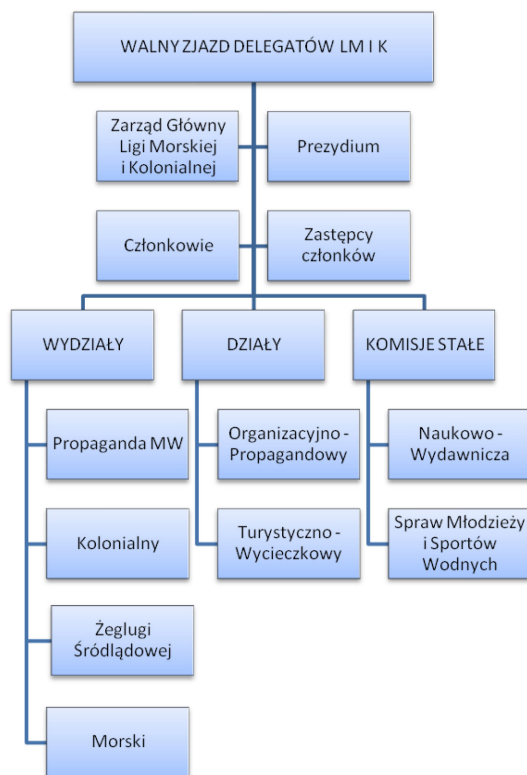 WALNY ZJAZD DELEGATÓW LM I K
Zarząd Główny
Ligi Morskiej
i Kolonialnej
Prezydium
Członkowie
Zastępcy
członków
WYDZIAŁY
DZIAŁY
KOMISJE STAŁE
Propaganda MW
Organizacyjno -
Propagandowy
Naukowo -
Wydawnicza
Kolonialny
Turystyczno -
Wycieczkowy
Spraw Młodzieży
i Sportów
Wodnych
Żeglugi
Śródlądowej
Morski